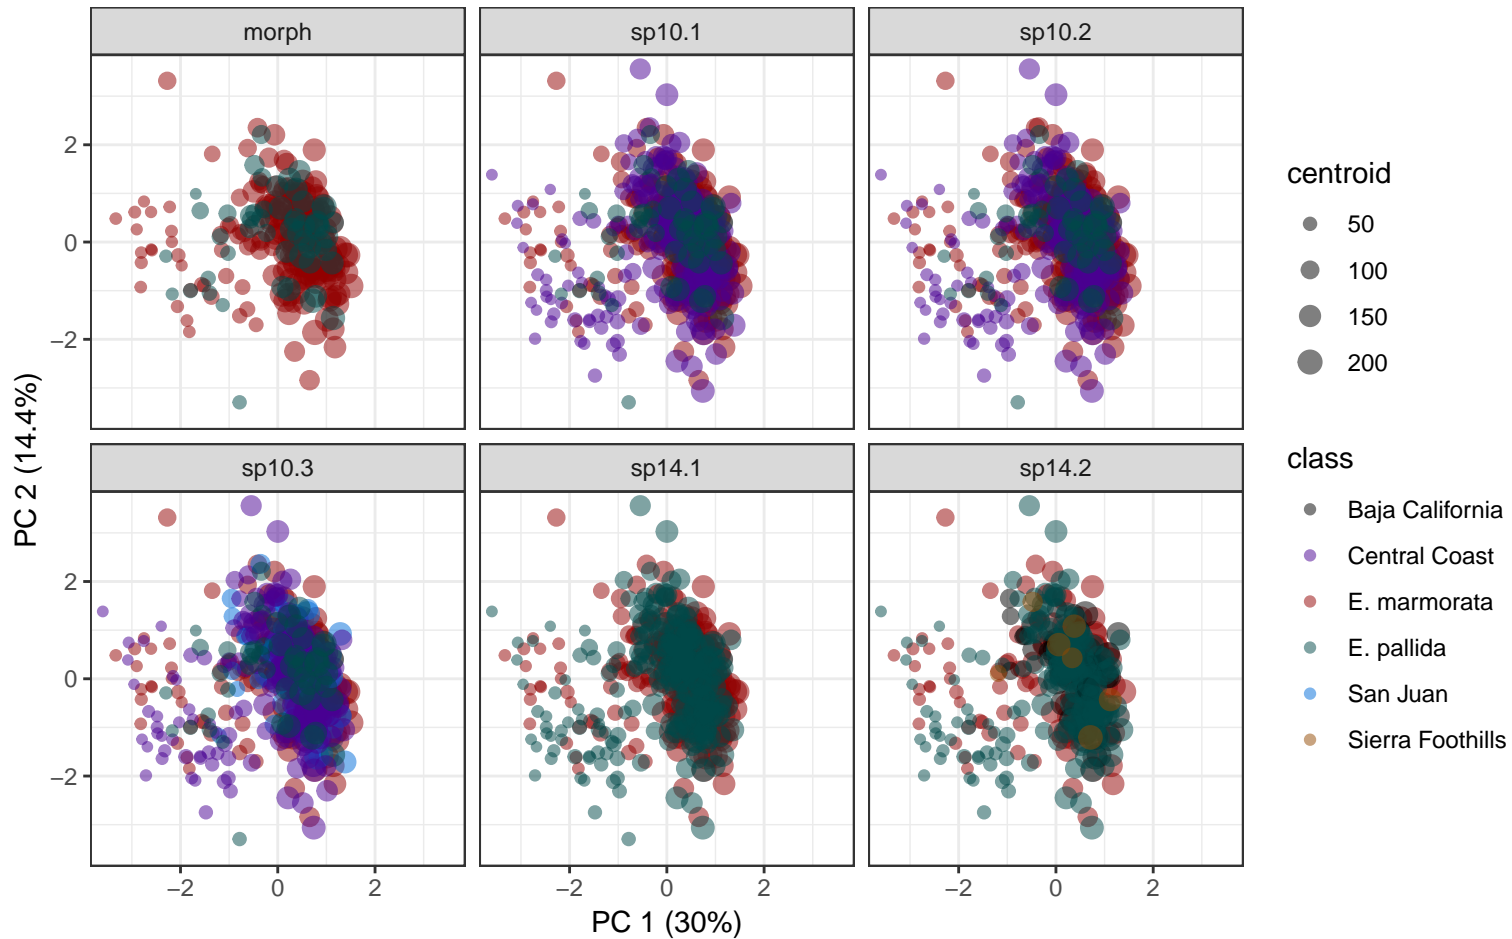 morph
sp10.1
sp10.2
2
0
−2
sp10.3
sp14.1
sp14.2
2
0
−2
−2
0
2
−2
0
2
−2
0
2
PC 1 (30%)
PC 2 (14.4%)
centroid
50
100
150
200
class
Baja California
Central Coast
E. marmorata
E. pallida
San Juan
Sierra Foothills